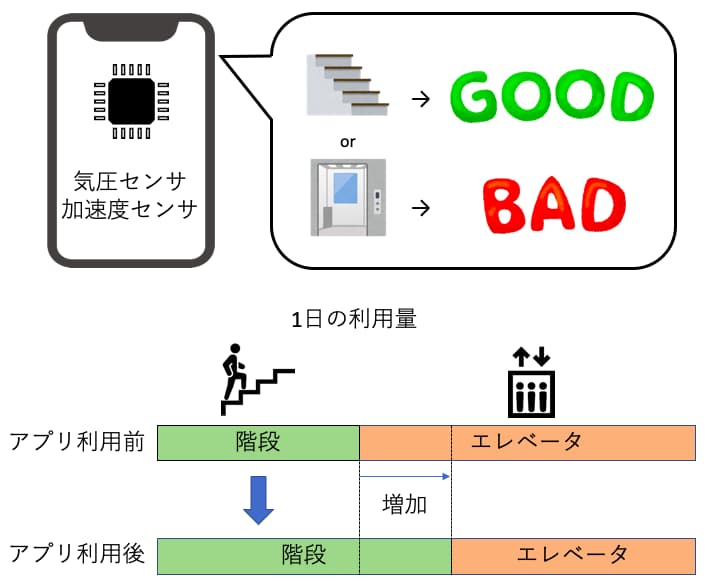 気圧センサ
加速度センサ
→ GOOD
or
→ BAD
1日の利用量
アプリ利用前 階段 エレベータ
増加
アプリ利用後 階段 エレベータ